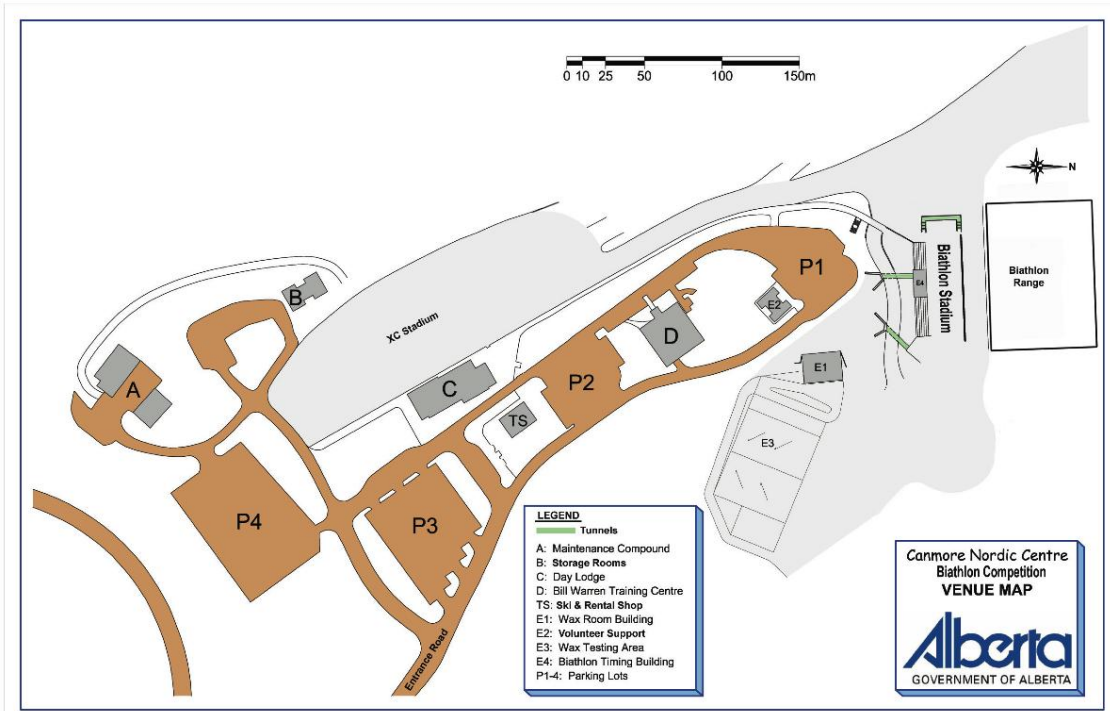 0 10 25 50 100 150m
N
Biathlon
Range
Biathlon Stadium
E4
P1
E2
B
XC Stadium
D
E1
A
C
P2
TS
E3
P4
P3
Entrance Road
LEGEND
Tunnels
A: Maintenance Compound
B: Storage Rooms
C: Day Lodge
D: Bill Warren Training Centre
TS: Ski & Rental Shop
E1: Wax Room Building
E2: Volunteer Support
E3: Wax Testing Area
E4: Biathlon Timing Building
P1-4: Parking Lots
Canmore Nordic Centre
Biathlon Competition
VENUE MAP
Alberta
GOVERNMENT OF ALBERTA